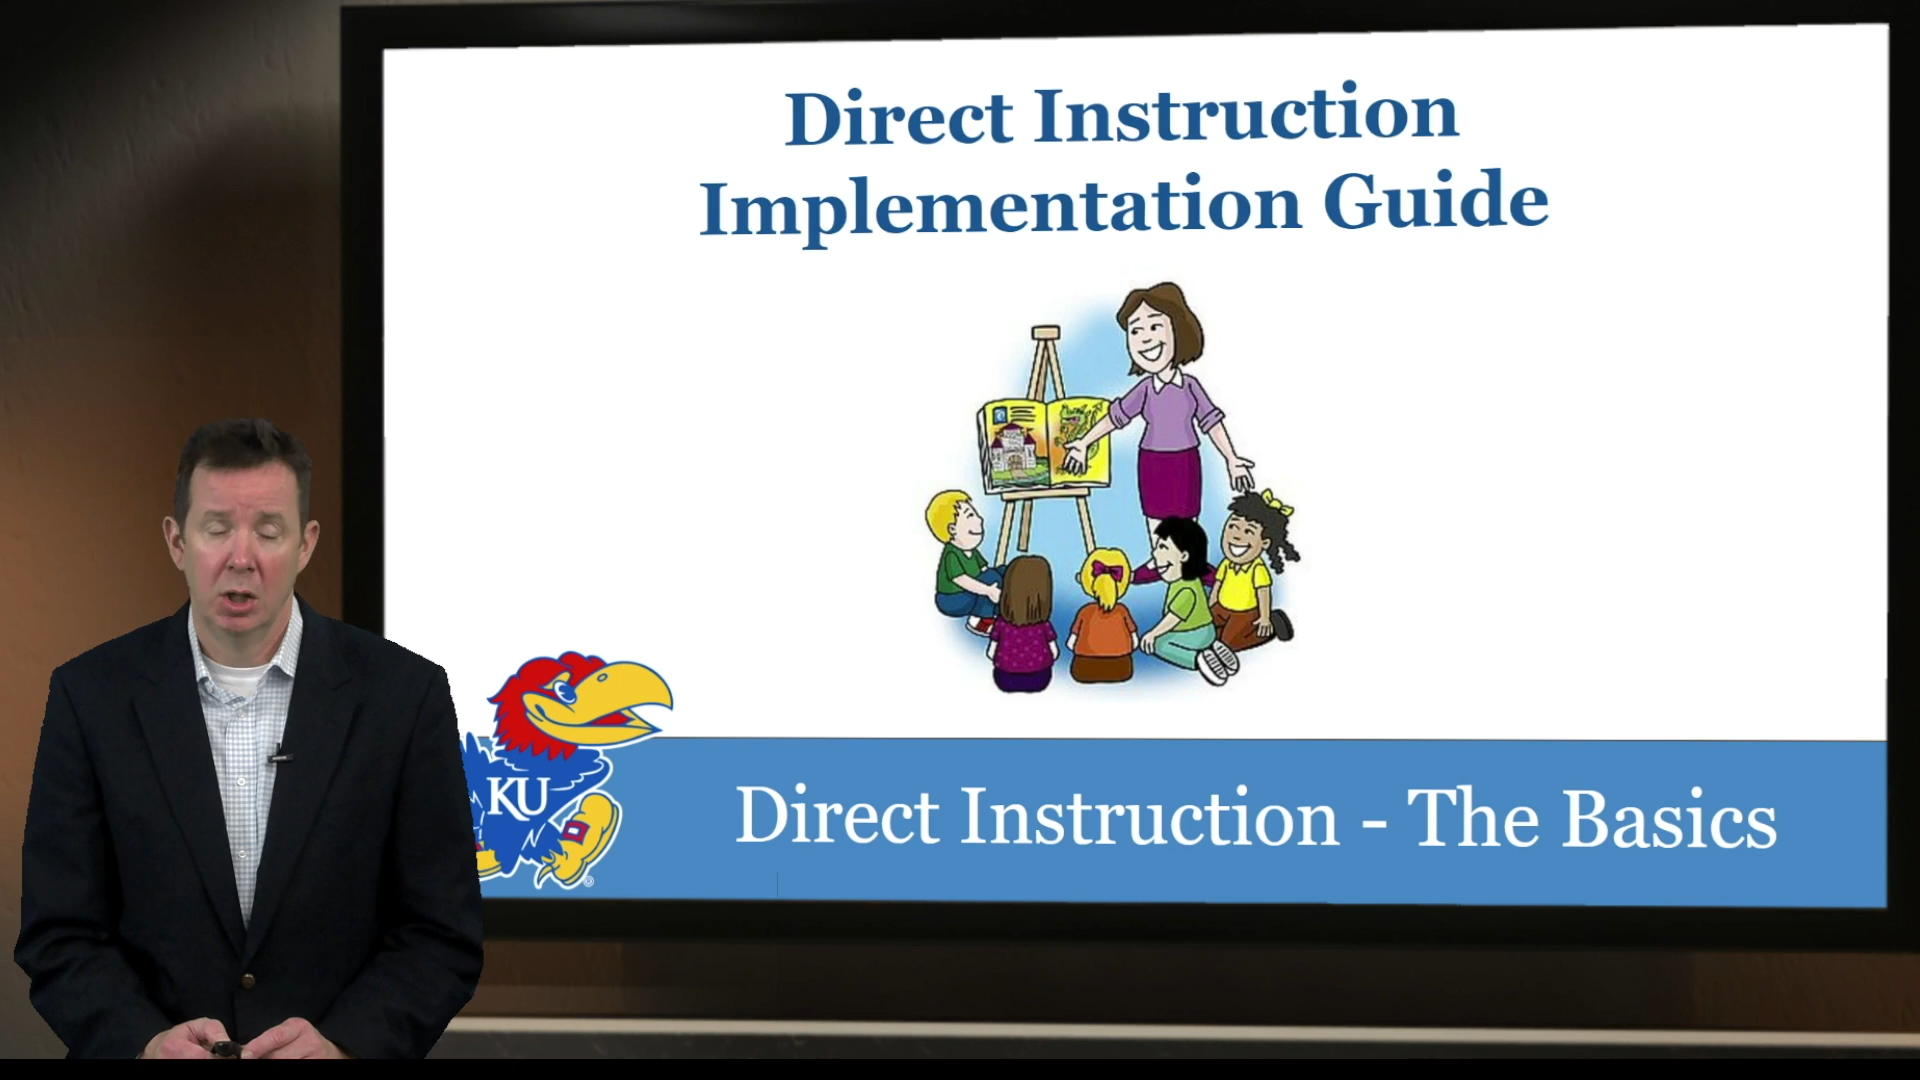 Direct Instruction
Implementation Guide
KU
Direct Instruction - The Basics